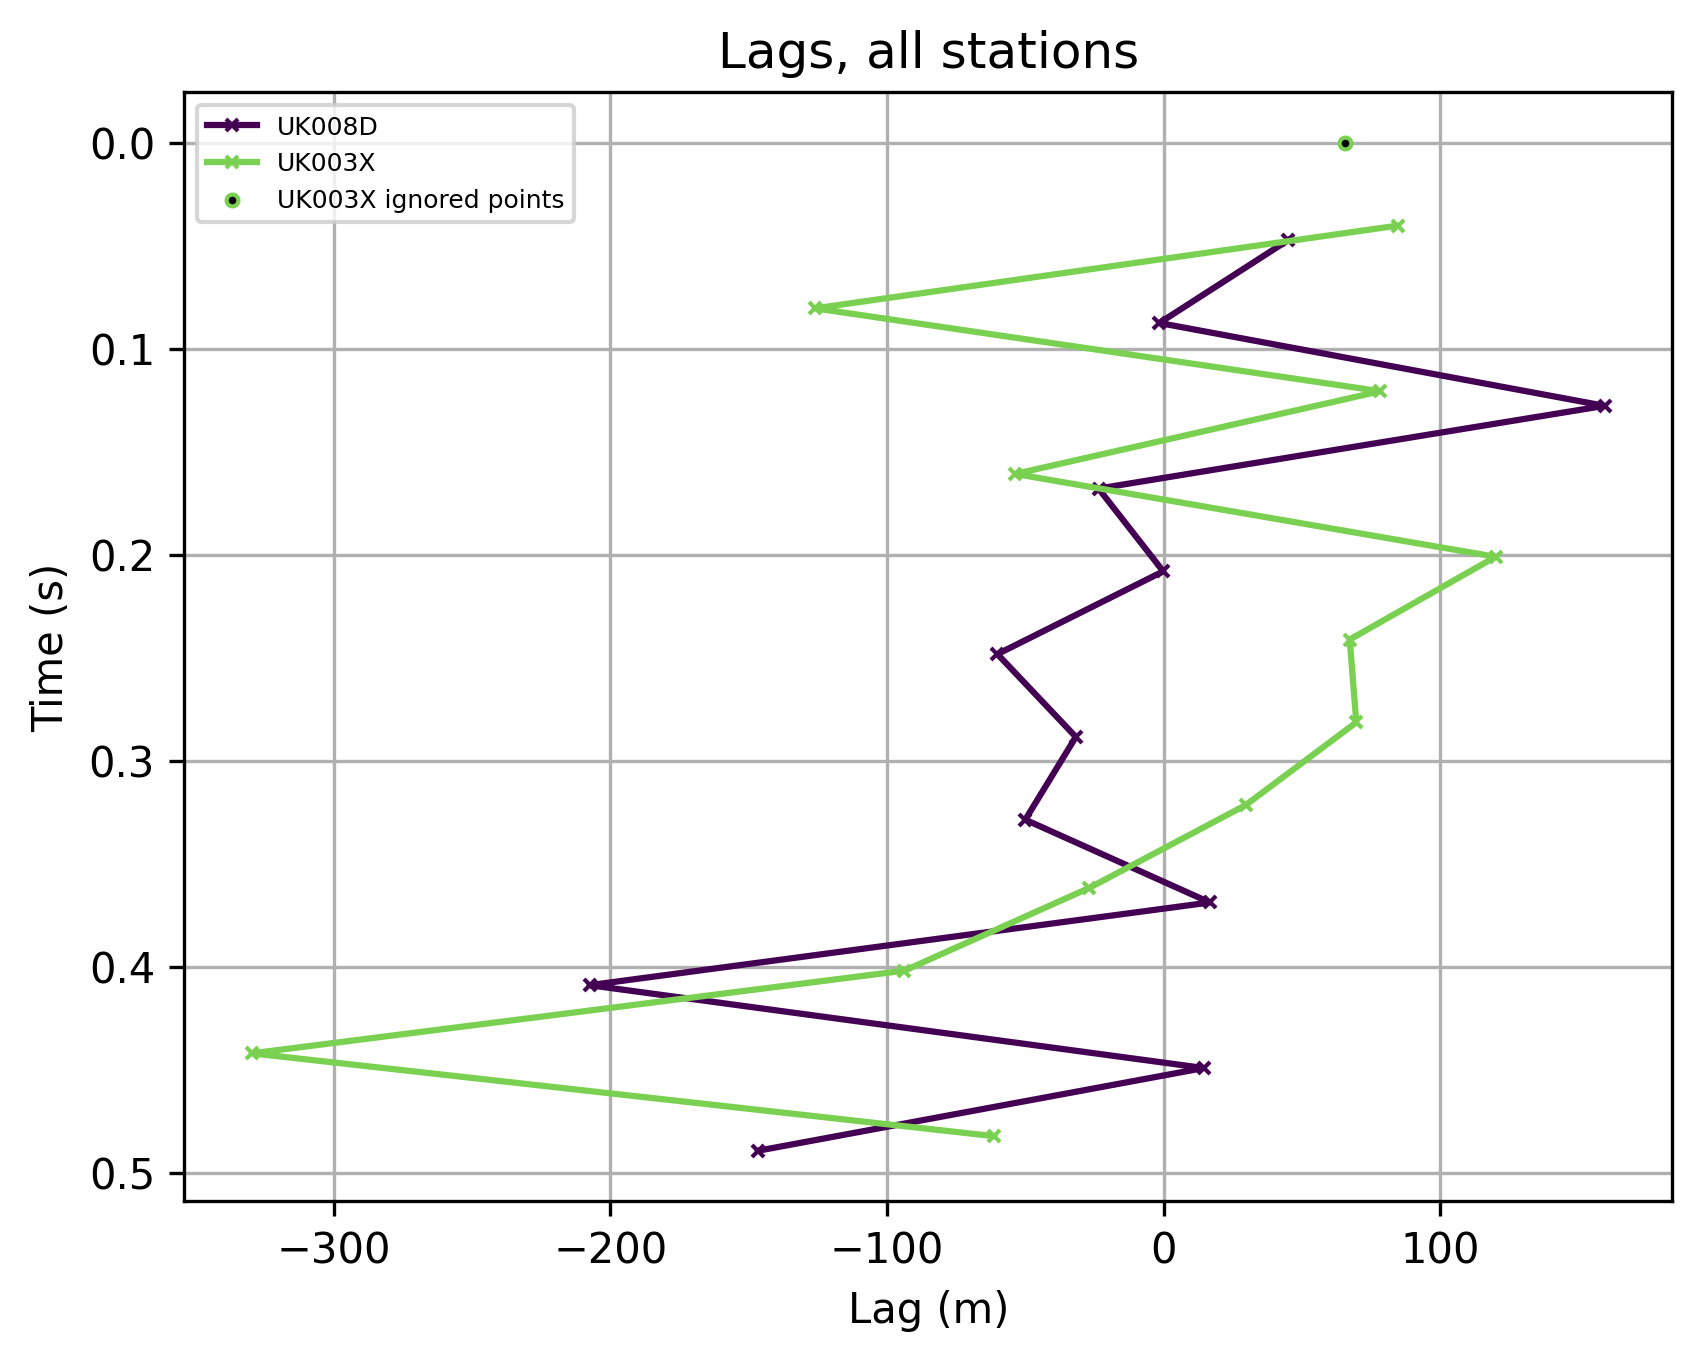 Lags, all stations
UK008D
UK003X
UK003X ignored points
0.0
0.1
0.2
0.3
0.4
0.5
Time (s)
−300
−200
−100
0
100
Lag (m)